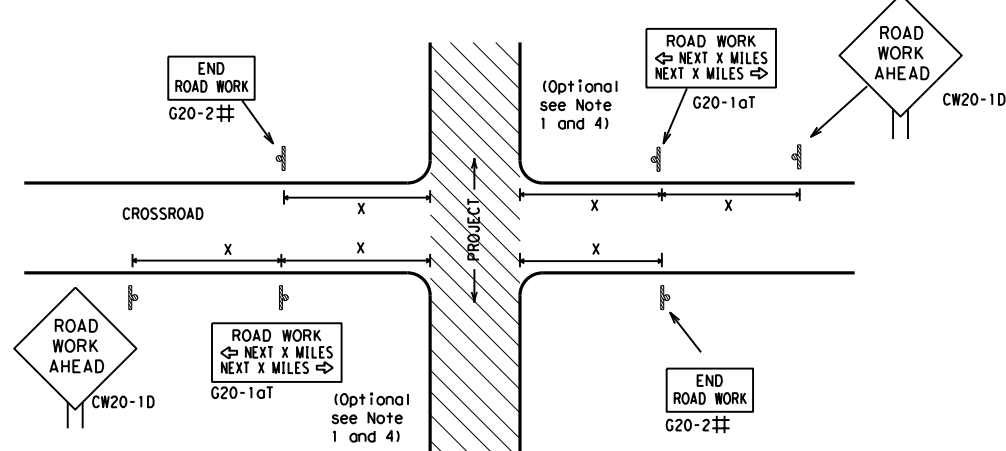 ROAD
WORK
AHEAD
CW20-1D
ROAD WORK
⇦ NEXT X MILES
NEXT X MILES ⇨
G20-1aT
(Optional
see Note
1 and 4)
END
ROAD WORK
G20-2#
X
X
X
CROSSROAD
PROJECT
X
X
X
ROAD
WORK
AHEAD
CW20-1D
ROAD WORK
⇦ NEXT X MILES
NEXT X MILES ⇨
G20-1aT
(Optional
see Note
1 and 4)
END
ROAD WORK
G20-2#